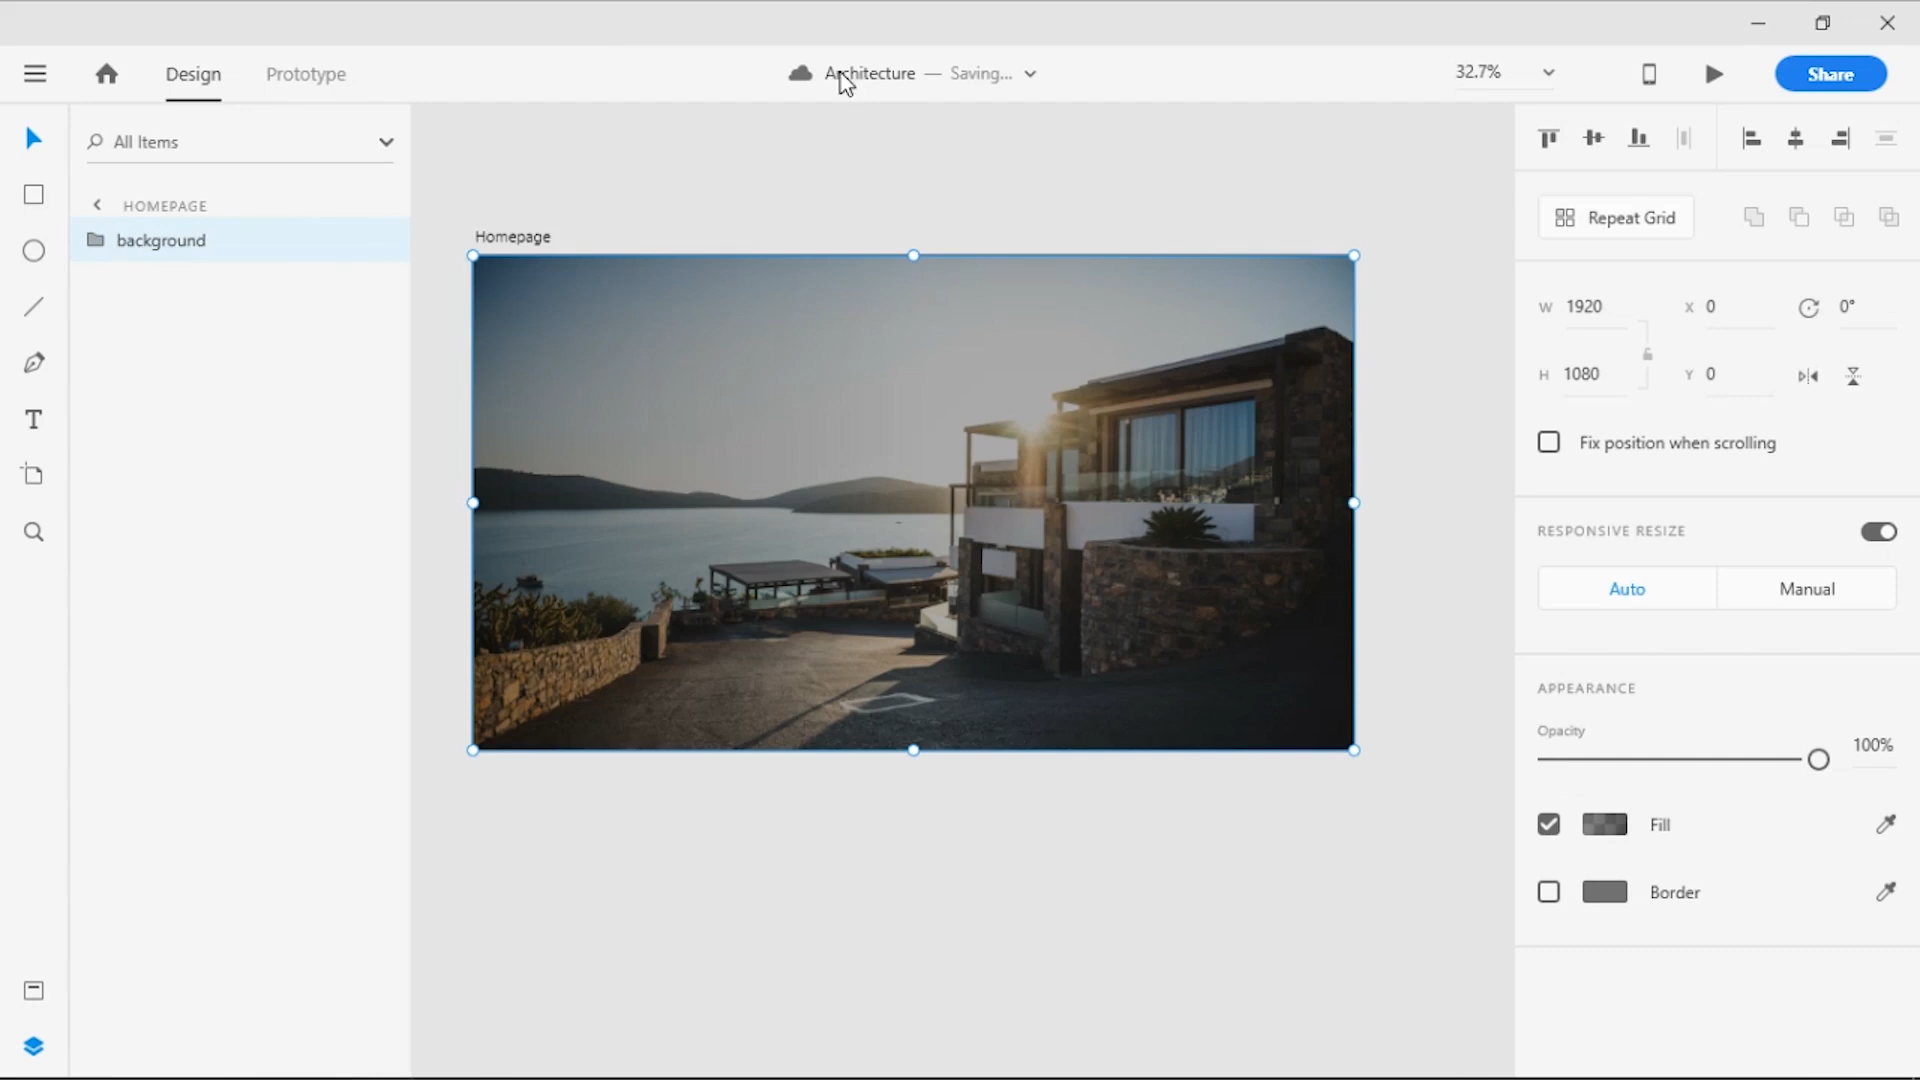 Design
Prototype
Architecture — Saving...
32.7%
Share
All Items
HOMEPAGE
background
Homepage
Repeat Grid
W 1920
X 0
0°
H 1080
Y 0
Fix position when scrolling
RESPONSIVE RESIZE
Auto
Manual
APPEARANCE
Opacity
100%
Fill
Border
T